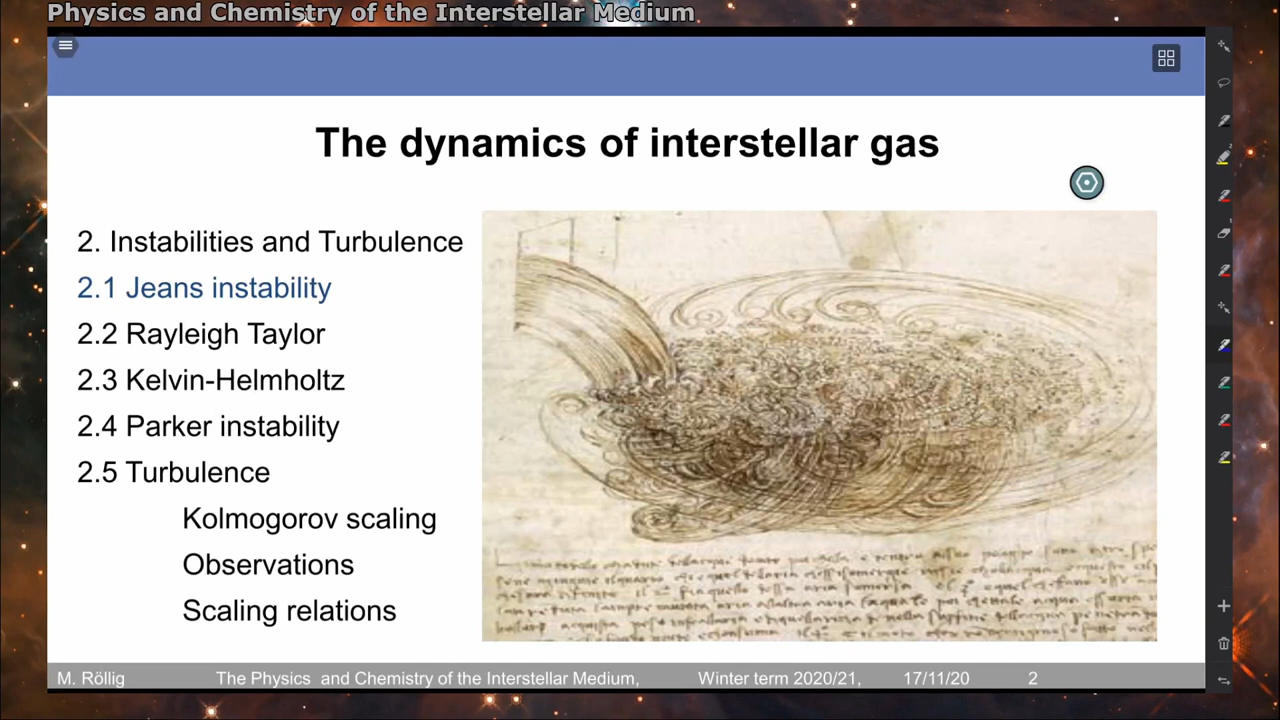 Physics and Chemistry of the Interstellar Medium
The dynamics of interstellar gas
2. Instabilities and Turbulence
2.1 Jeans instability
2.2 Rayleigh Taylor
2.3 Kelvin-Helmholtz
2.4 Parker instability
2.5 Turbulence
Kolmogorov scaling
Observations
Scaling relations
M. Röllig The Physics and Chemistry of the Interstellar Medium, Winter term 2020/21, 17/11/20 2